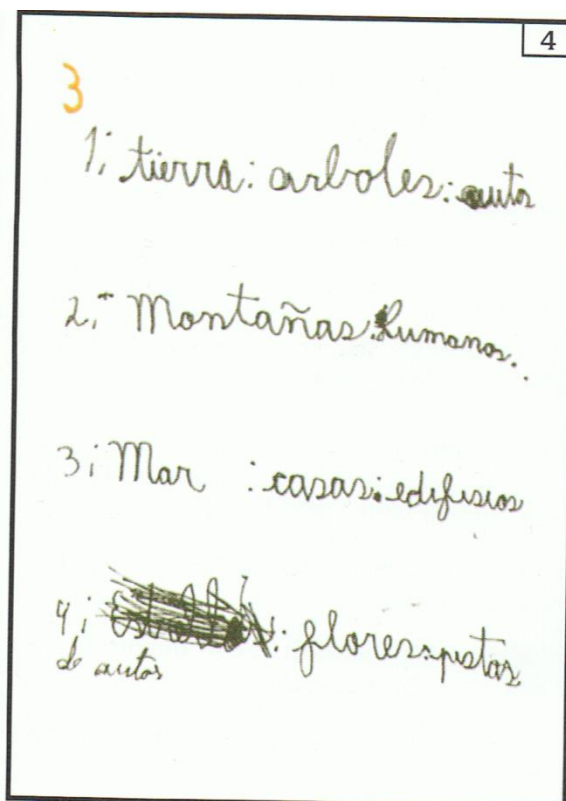 4
3
1; tierra: arboles: autos
2; Montañas: humanos.
3; Mar : casas: edifisios
4; : flores: pistas
de autos